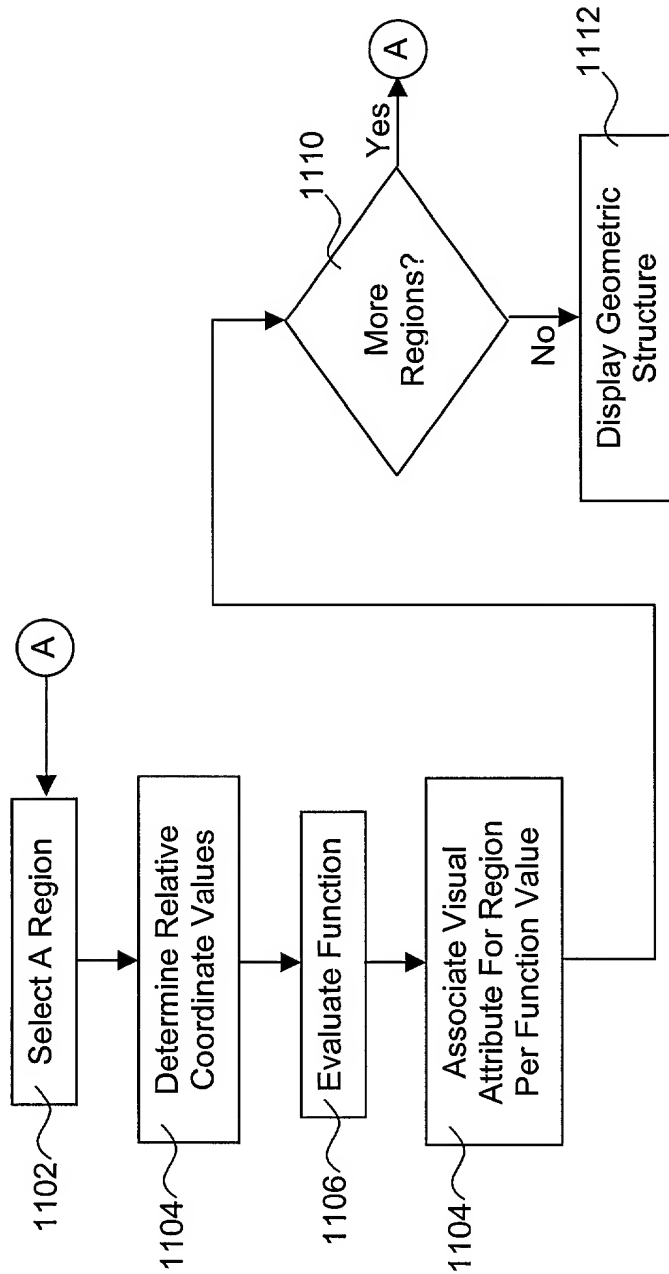 A
1102
Select A Region
1104
Determine Relative
Coordinate Values
1106
Evaluate Function
1104
Associate Visual
Attribute For Region
Per Function Value
1110
More
Regions?
Yes
A
No
1112
Display Geometric
Structure